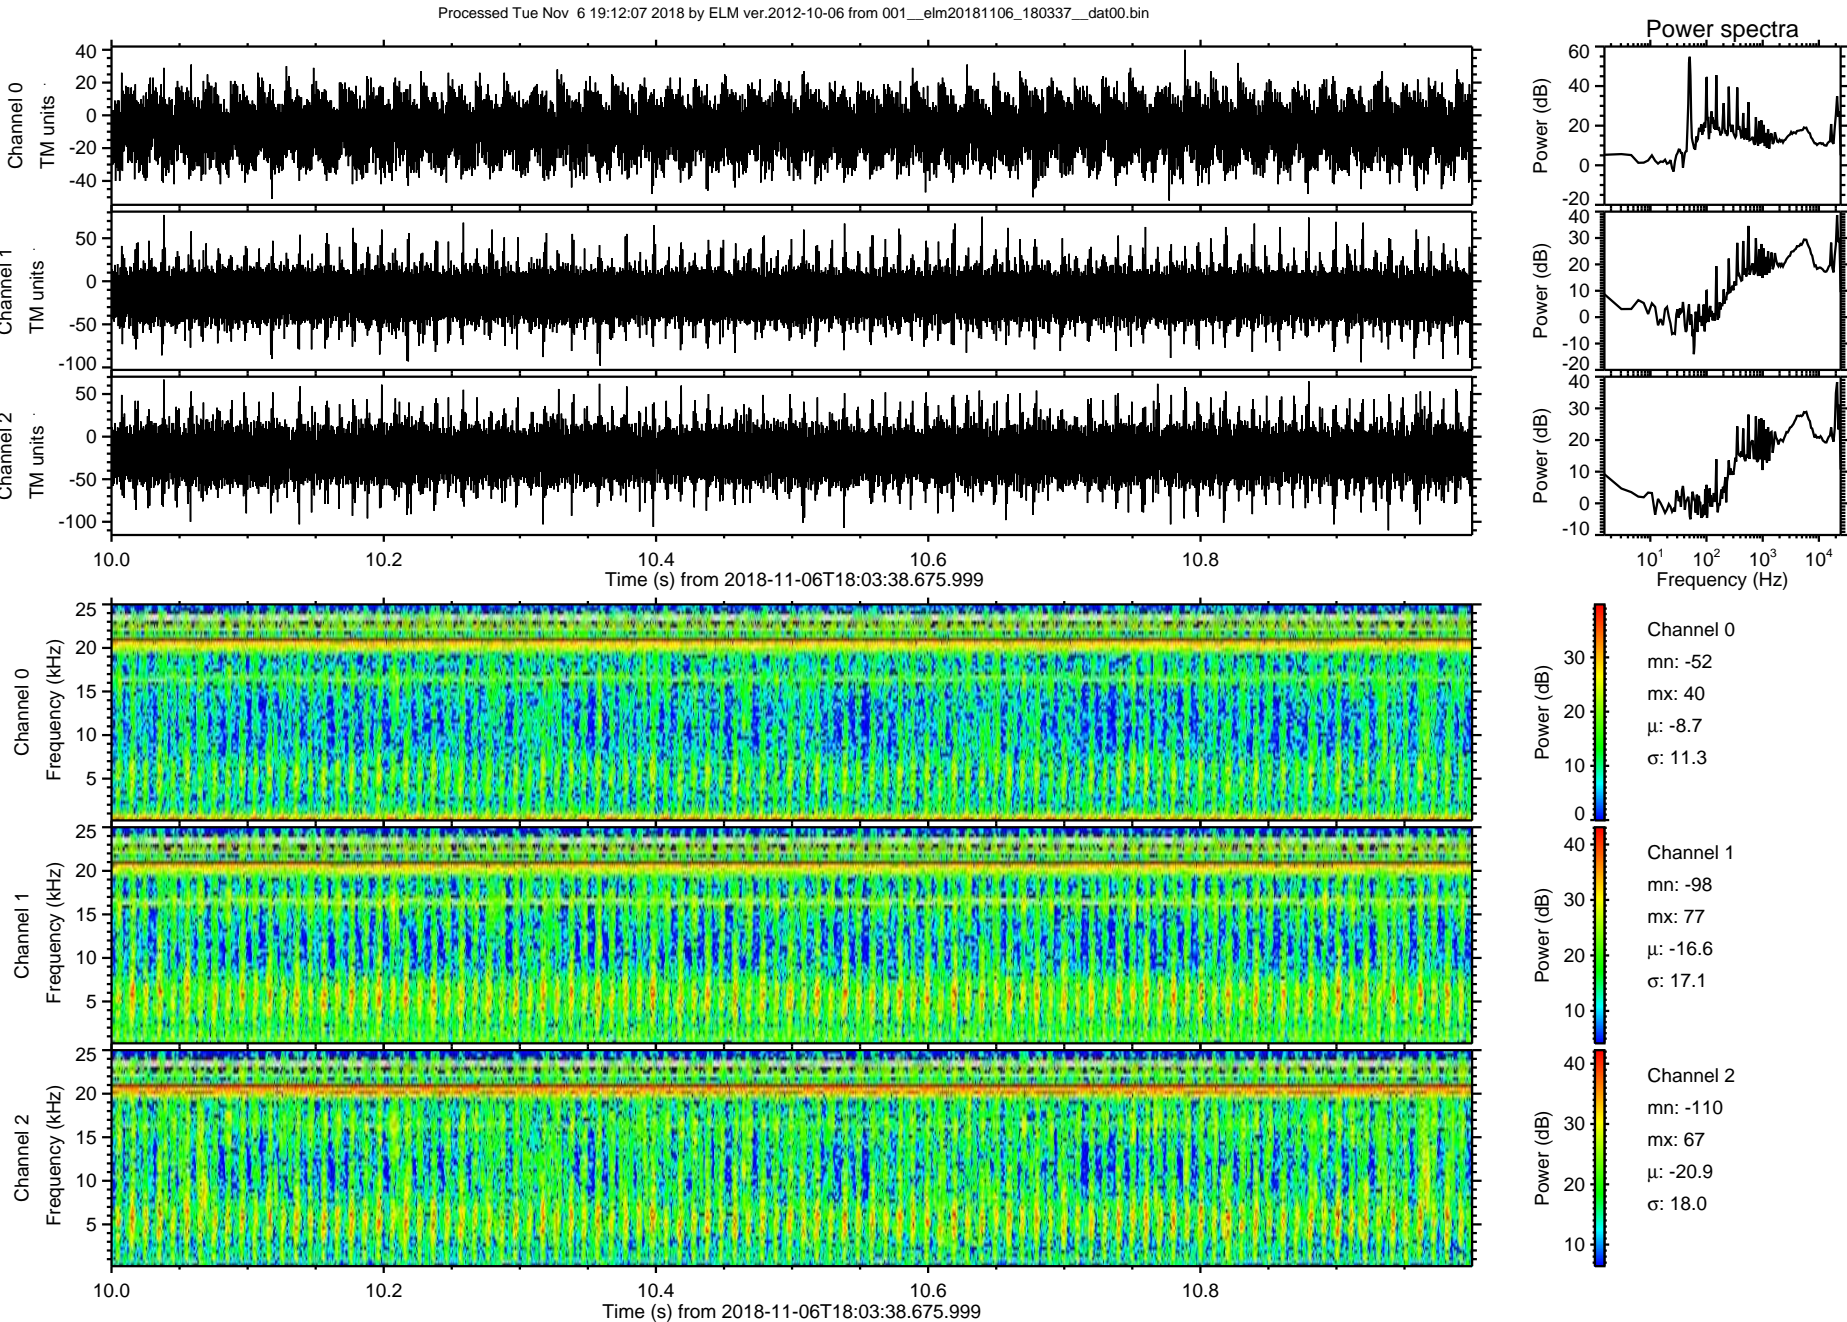 Processed Tue Nov  6 19:12:07 2018 by ELM ver.2012-10-06 from 001__elm20181106_180337__dat00.bin
Power spectra
Channel 0
TM units
40
20
0
-20
-40
Power (dB)
60
40
20
0
-20
Channel 1
TM units
50
0
-50
-100
Power (dB)
40
30
20
10
0
-10
-20
Channel 2
TM units
50
0
-50
-100
Power (dB)
40
30
20
10
0
-10
10.0 10.2 10.4 10.6 10.8
Time (s) from 2018-11-06T18:03:38.675.999
10^1 10^2 10^3 10^4
Frequency (Hz)
Channel 0
Frequency (kHz)
25
20
15
10
5
Power (dB)
30
20
10
0
Channel 0
mn: -52
mx: 40
μ: -8.7
σ: 11.3
Channel 1
Frequency (kHz)
25
20
15
10
5
Power (dB)
40
30
20
10
Channel 1
mn: -98
mx: 77
μ: -16.6
σ: 17.1
Channel 2
Frequency (kHz)
25
20
15
10
5
Power (dB)
40
30
20
10
Channel 2
mn: -110
mx: 67
μ: -20.9
σ: 18.0
10.0 10.2 10.4 10.6 10.8
Time (s) from 2018-11-06T18:03:38.675.999